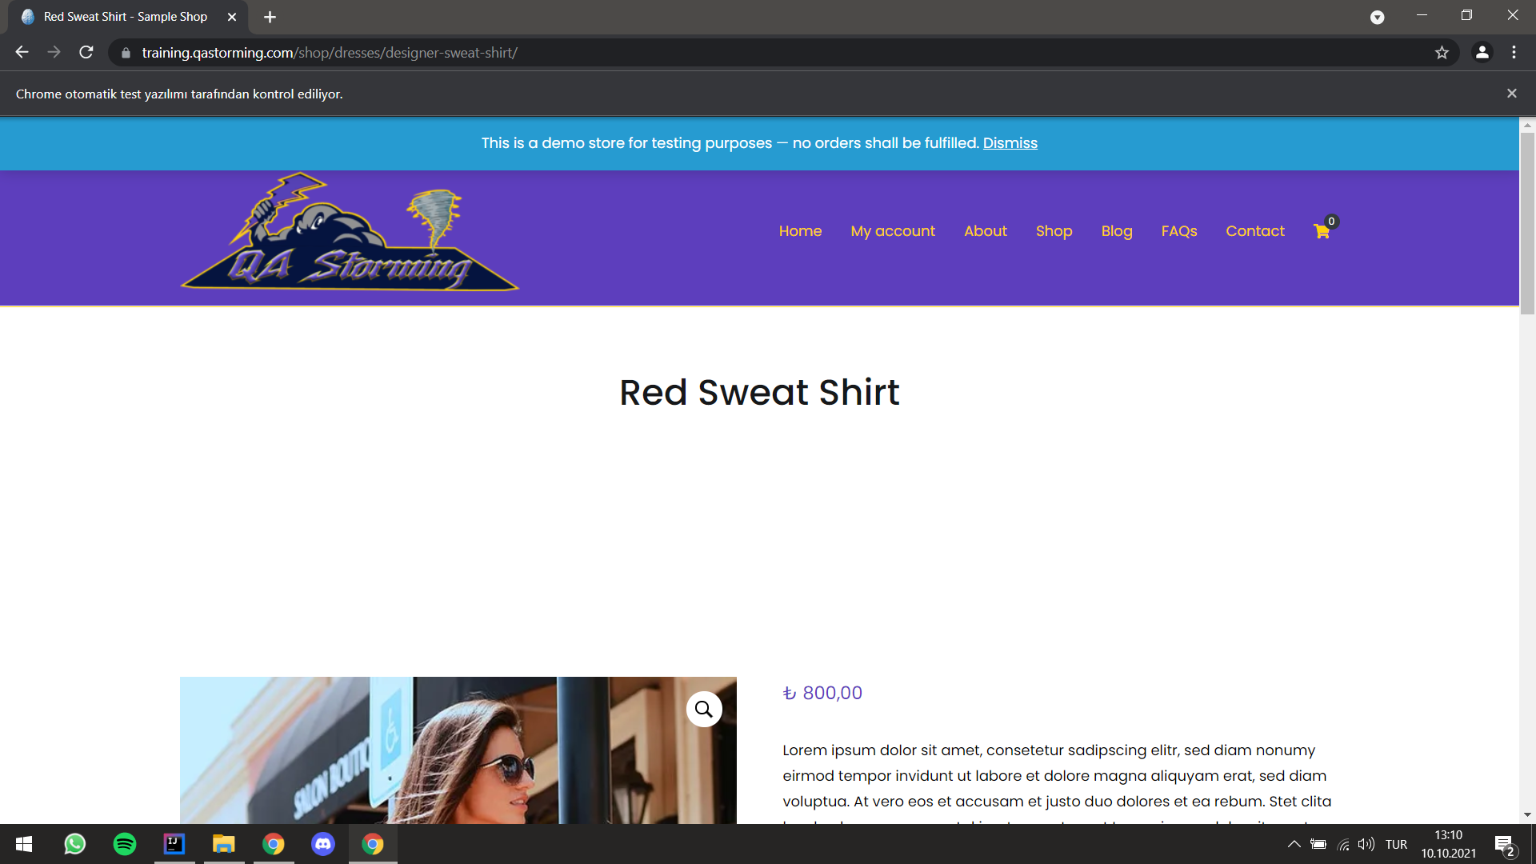 Red Sweat Shirt - Sample Shop
training.qastorming.com/shop/dresses/designer-sweat-shirt/
Chrome otomatik test yazılımı tarafından kontrol ediliyor.
This is a demo store for testing purposes — no orders shall be fulfilled. Dismiss
QA Storming
Home My account About Shop Blog FAQs Contact 0
Red Sweat Shirt
SALON BOUTIQ
₺ 800,00
Lorem ipsum dolor sit amet, consetetur sadipscing elitr, sed diam nonumy
eirmod tempor invidunt ut labore et dolore magna aliquyam erat, sed diam
voluptua. At vero eos et accusam et justo duo dolores et ea rebum. Stet clita
IJ
TUR
13:10
10.10.2021
2